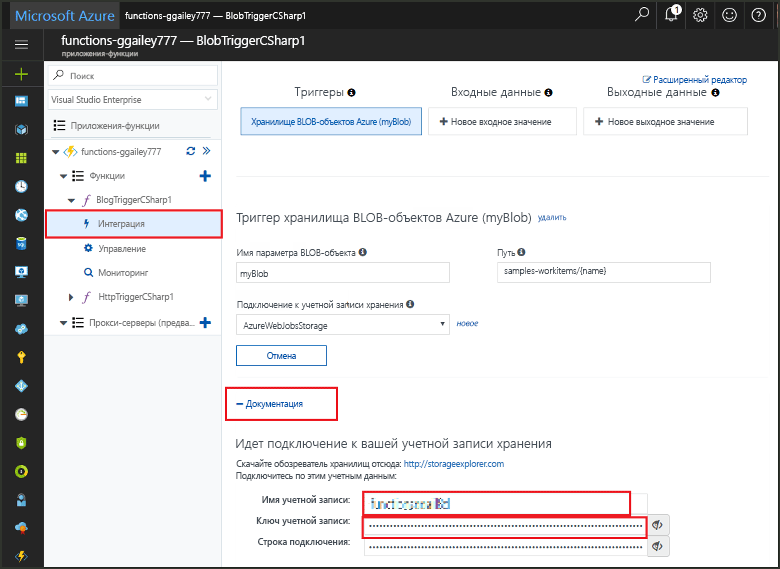 Microsoft Azure functions-ggailey777 — BlobTriggerCSharp1
1
functions-ggailey777 — BlobTriggerCSharp1
приложения-функции
Поиск
Visual Studio Enterprise
Приложения-функции
functions-ggailey777
Функции
BlogTriggerCSharp1
Интеграция
Управление
Мониторинг
HttpTriggerCSharp1
Прокси-серверы (предва...
Расширенный редактор
Триггеры Входные данные Выходные данные
Хранилище BLOB-объектов Azure (myBlob) Новое входное значение Новое выходное значение
Триггер хранилища BLOB-объектов Azure (myBlob) удалить
Имя параметра BLOB-объекта Путь
myBlob samples-workitems/{name}
Подключение к учетной записи хранения
AzureWebJobsStorage новое
Отмена
Документация
Идет подключение к вашей учетной записи хранения
Скачайте обозреватель хранилищ отсюда: http://storageexplorer.com
Подключитесь по этим учетным данным:
Имя учетной записи:
Ключ учетной записи:
Строка подключения: